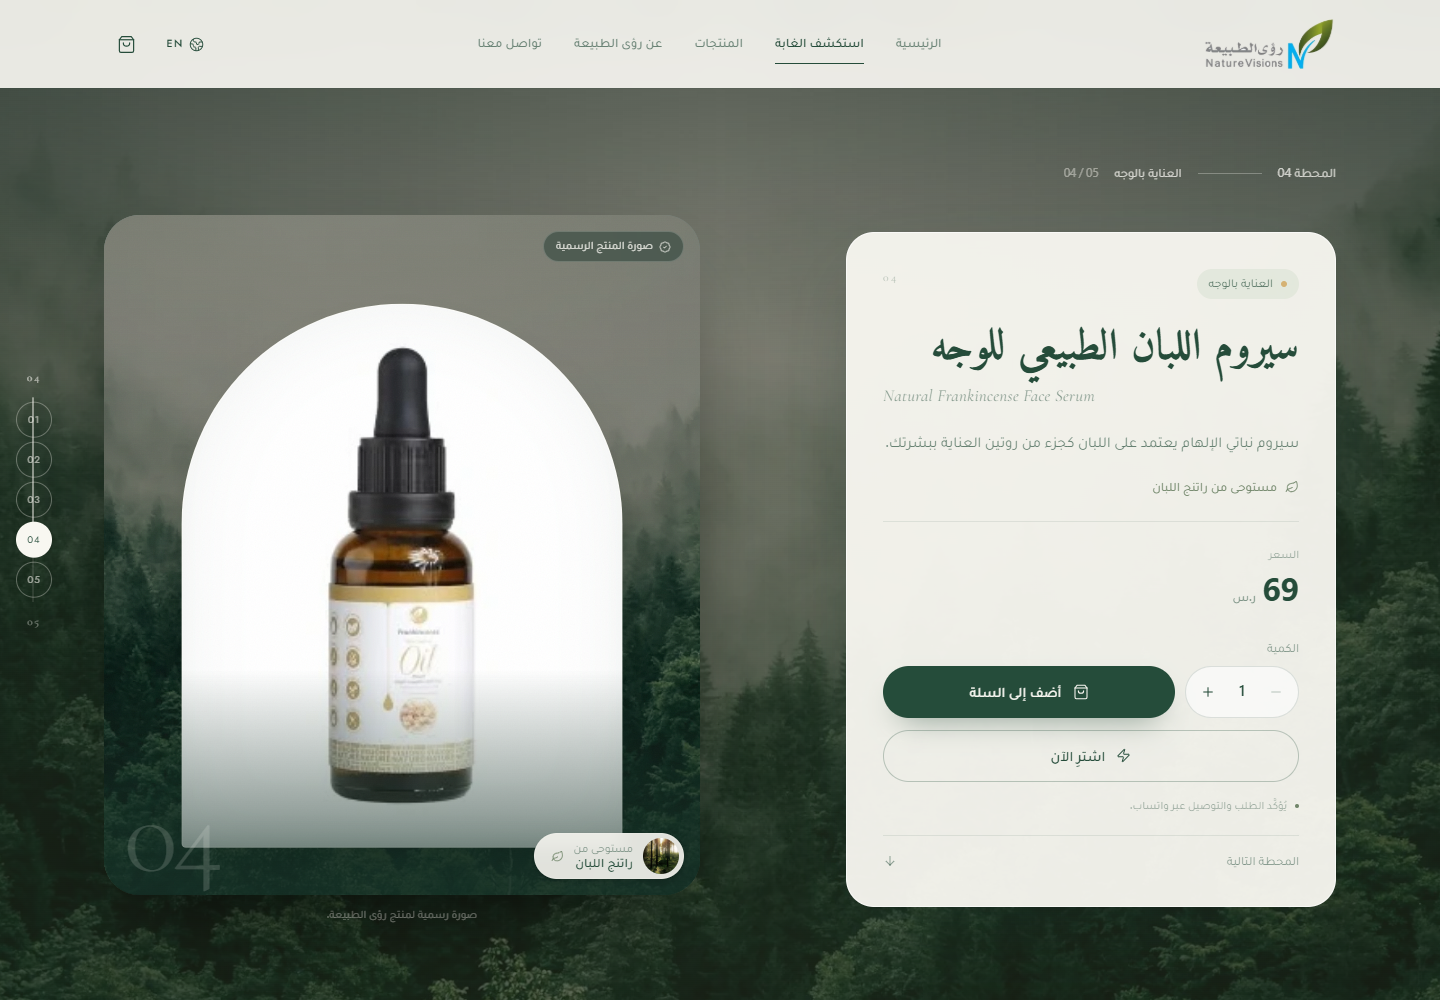 رؤى الطبيعة
NatureVisions
الرئيسية
استكشف الغابة
المنتجات
عن رؤى الطبيعة
تواصل معنا
EN
المحطة 04
العناية بالوجه
04 / 05
العناية بالوجه
04
سيروم اللبان الطبيعي للوجه
Natural Frankincense Face Serum
سيروم نباتي الإلهام يعتمد على اللبان كجزء من روتين العناية ببشرتك.
مستوحى من راتنج اللبان
السعر
69 ر.س
الكمية
1
أضف إلى السلة
اشترِ الآن
يُؤكَّد الطلب والتوصيل عبر واتساب.
المحطة التالية
صورة المنتج الرسمية
Frankincense
Oil
04
مستوحى من
راتنج اللبان
صورة رسمية لمنتج رؤى الطبيعة.
04
01
02
03
04
05
05